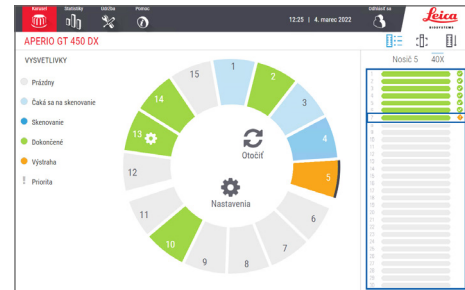 Karusel
Štatistiky
Údržba
Pomoc
12:25 | 4. marec 2022
Odhlásiť sa
Leica
BIOSYSTEMS
APERIO GT 450 DX
VYSVETLIVKY
Nosič 5 40X
Prázdny
Čaká sa na skenovanie
Skenovanie
Dokončené
Výstraha
! Priorita
1
2
3
4
5
6
7
8
9
10
11
12
13
14
15
Otočiť
Nastavenia